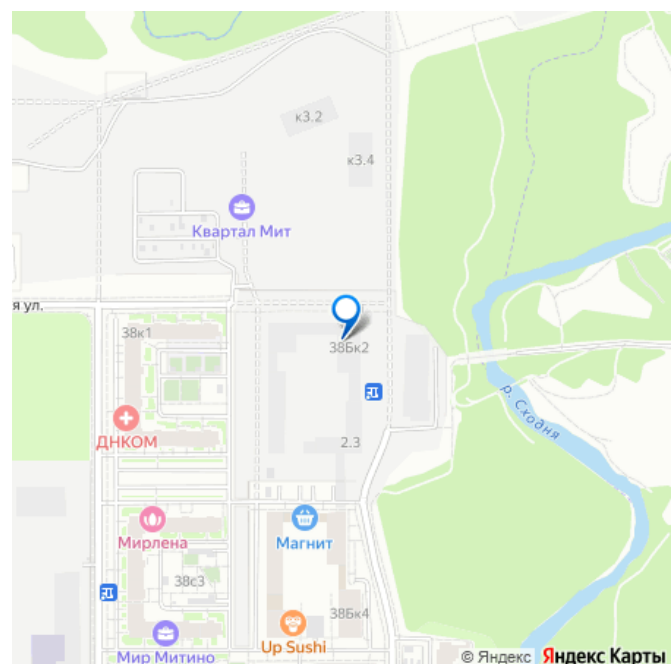 к3.2
к3.4
Квартал Мит
я ул.
38к1
38Бк2
ДНКОМ
2.3
р. Сходня
Мирлена
Магнит
38с3
38Бк4
Up Sushi
Мир Митино
© Яндекс Яндекс Карты